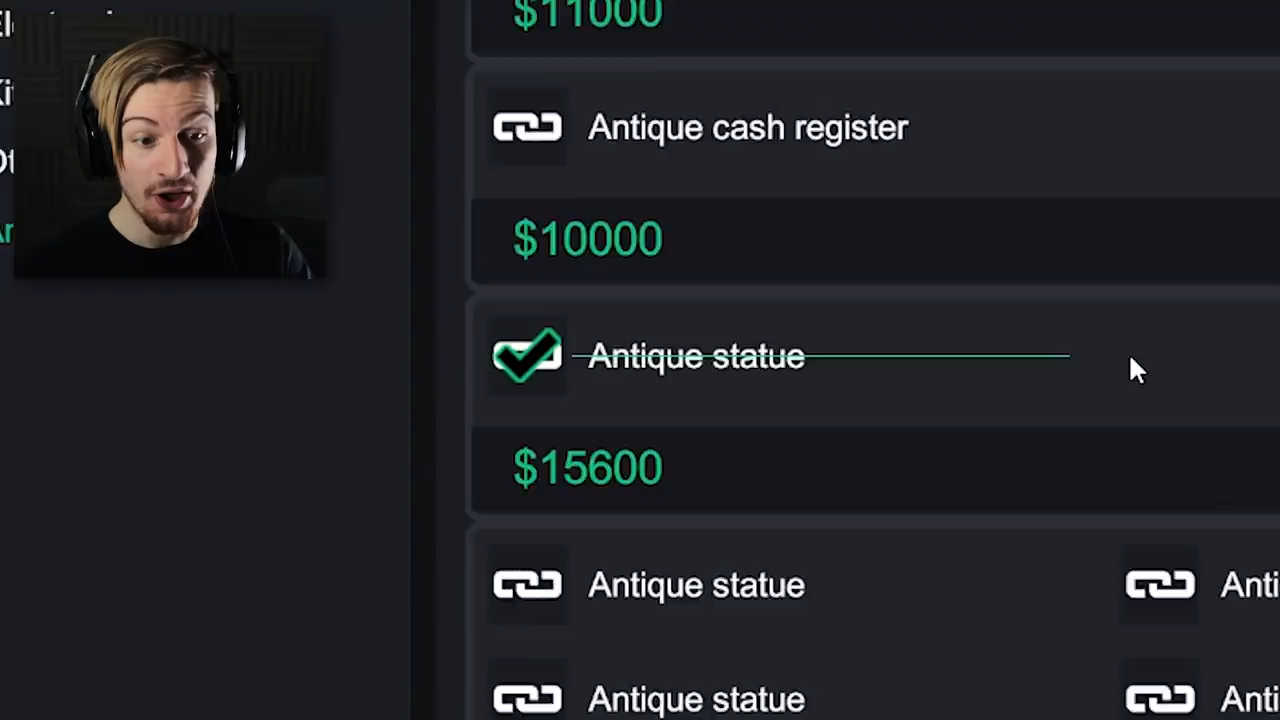 $11000
Antique cash register
$10000
Antique statue
$15600
Antique statue
Antique statue